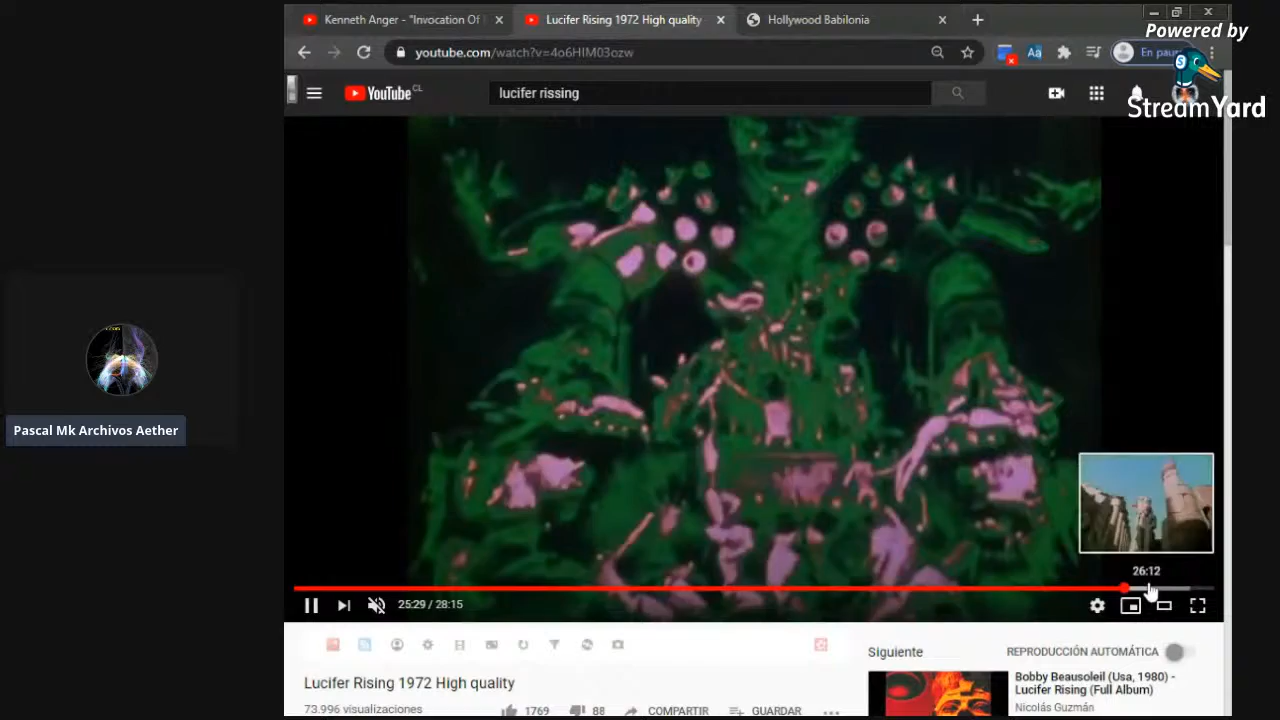 Kenneth Anger - "Invocation Of
Lucifer Rising 1972 High quality
Hollywood Babilonia
Powered by
StreamYard
youtube.com/watch?v=4o6HIM03ozw
En pau
YouTube CL
lucifer rissing
Pascal Mk Archivos Aether
26:12
25:29 / 28:15
Siguiente
REPRODUCCIÓN AUTOMÁTICA
Lucifer Rising 1972 High quality
73.996 visualizaciones
1769
88
COMPARTIR
GUARDAR
Bobby Beausoleil (Usa, 1980) -
Lucifer Rising (Full Album)
Nicolás Guzmán